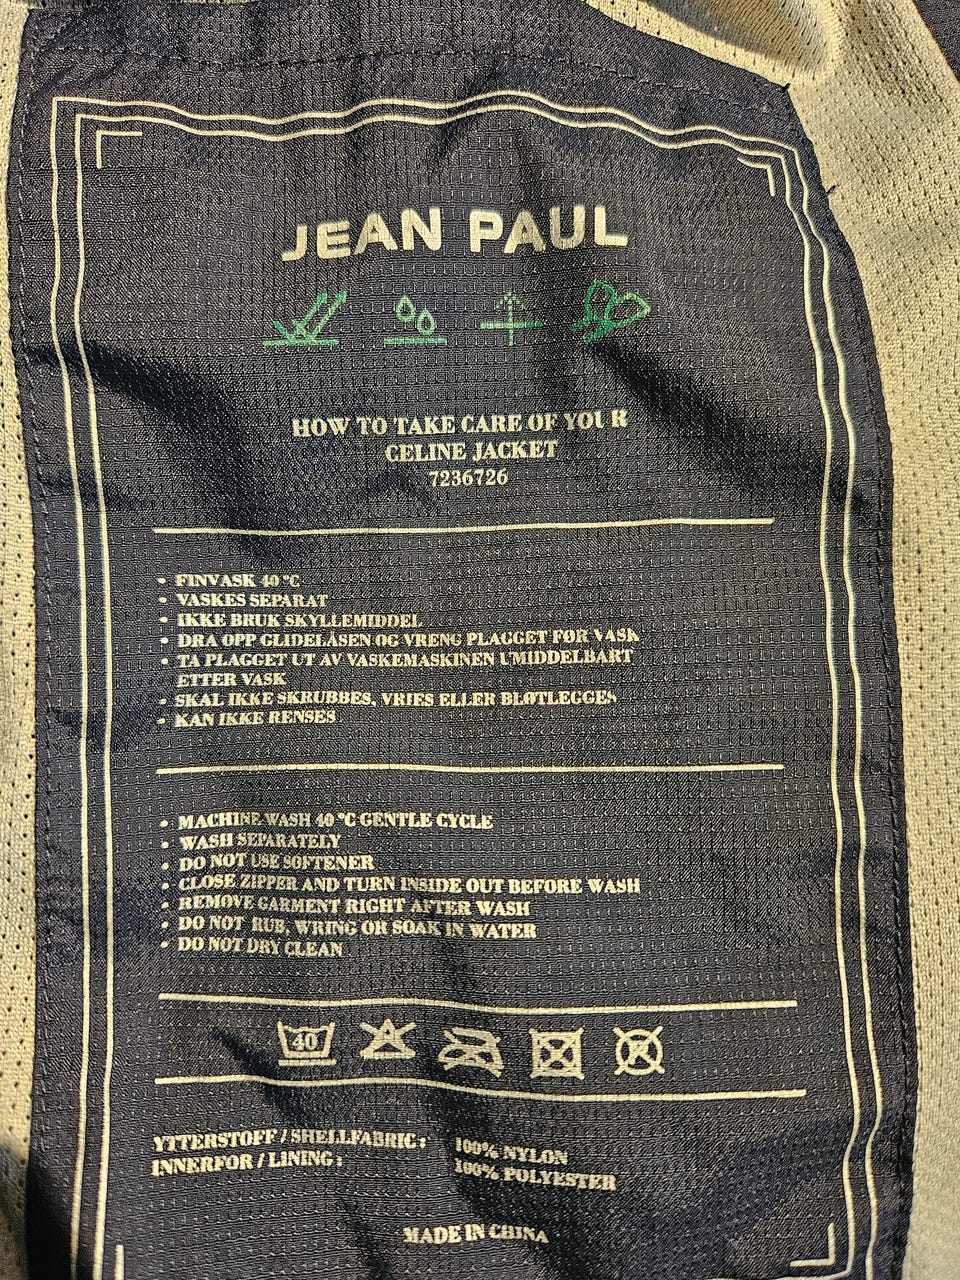 JEAN PAUL
HOW TO TAKE CARE OF YOUR
CELINE JACKET
7236726
• FINVASK 40 °C
• VASKES SEPARAT
• IKKE BRUK SKYLLEMIDDEL
• DRA OPP GLIDELÅSEN OG VRENG PLAGGET FØR VASK
• TA PLAGGET UT AV VASKEMASKINEN UMIDDELBART
ETTER VASK
• SKAL IKKE SKRUBBES, VRIES ELLER BLØTLEGGES
• KAN IKKE RENSES
• MACHINE WASH 40 °C GENTLE CYCLE
• WASH SEPARATELY
• DO NOT USE SOFTENER
• CLOSE ZIPPER AND TURN INSIDE OUT BEFORE WASH
• REMOVE GARMENT RIGHT AFTER WASH
• DO NOT RUB, WRING OR SOAK IN WATER
• DO NOT DRY CLEAN
40
YTTERSTOFF / SHELLFABRIC: 100% NYLON
INNERFOR / LINING: 100% POLYESTER
MADE IN CHINA